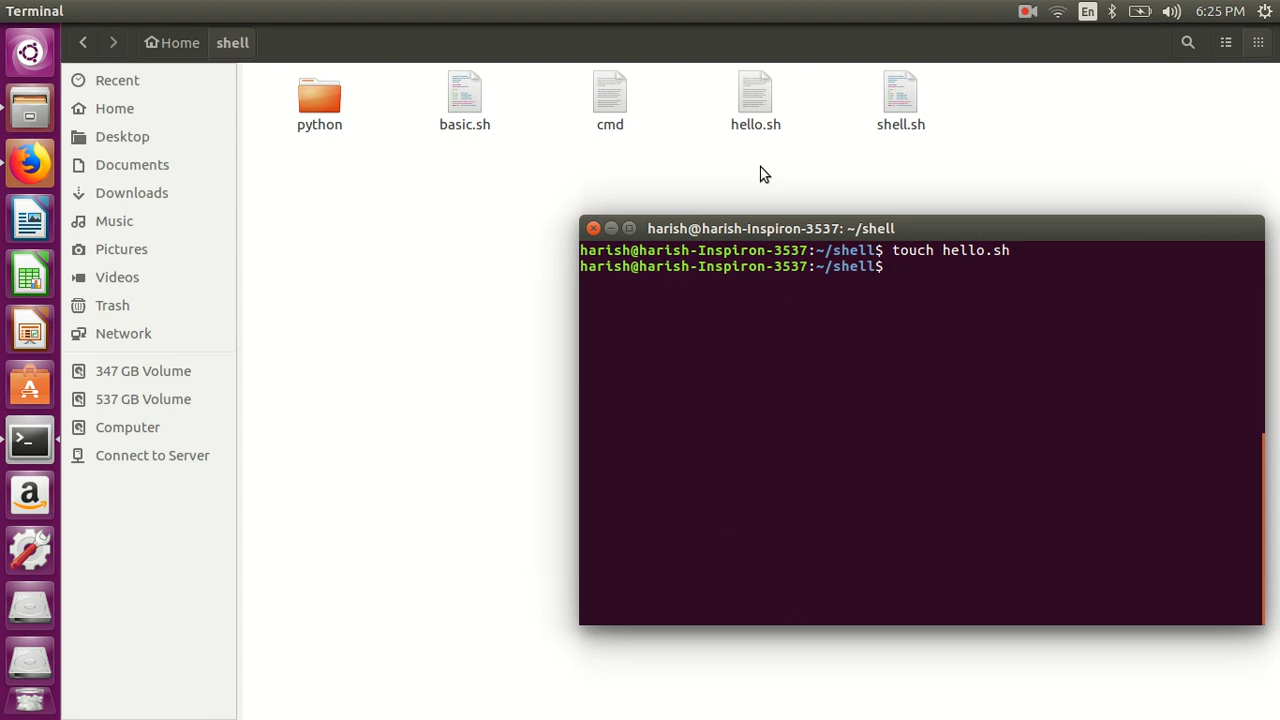 Terminal
En
6:25 PM
Home
shell
Recent
Home
Desktop
Documents
Downloads
Music
Pictures
Videos
Trash
Network
347 GB Volume
537 GB Volume
Computer
Connect to Server
python
basic.sh
cmd
hello.sh
shell.sh
harish@harish-Inspiron-3537: ~/shell
harish@harish-Inspiron-3537:~/shell$ touch hello.sh
harish@harish-Inspiron-3537:~/shell$